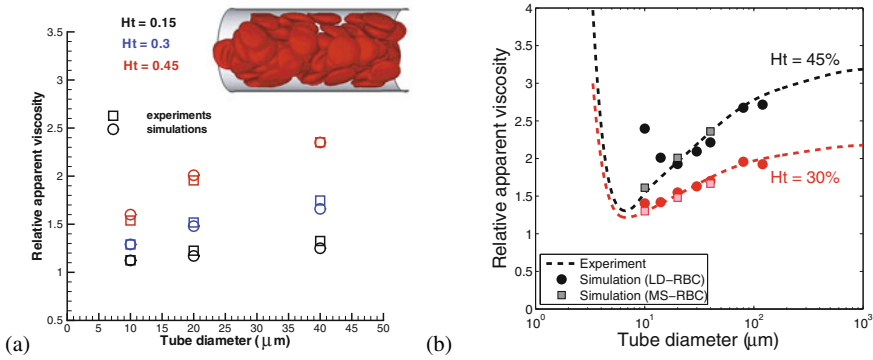 (a)
Relative apparent viscosity
3.5
3
2.5
2
1.5
1
0.5
0
0 5 10 15 20 25 30 35 40 45 50
Tube diameter (μm)
Ht = 0.15
Ht = 0.3
Ht = 0.45
experiments
simulations
(b)
Relative apparent viscosity
4
3.5
3
2.5
2
1.5
1
0.5
0
10⁰ 10¹ 10² 10³
Tube diameter (μm)
Ht = 45%
Ht = 30%
Experiment
Simulation (LD−RBC)
Simulation (MS−RBC)